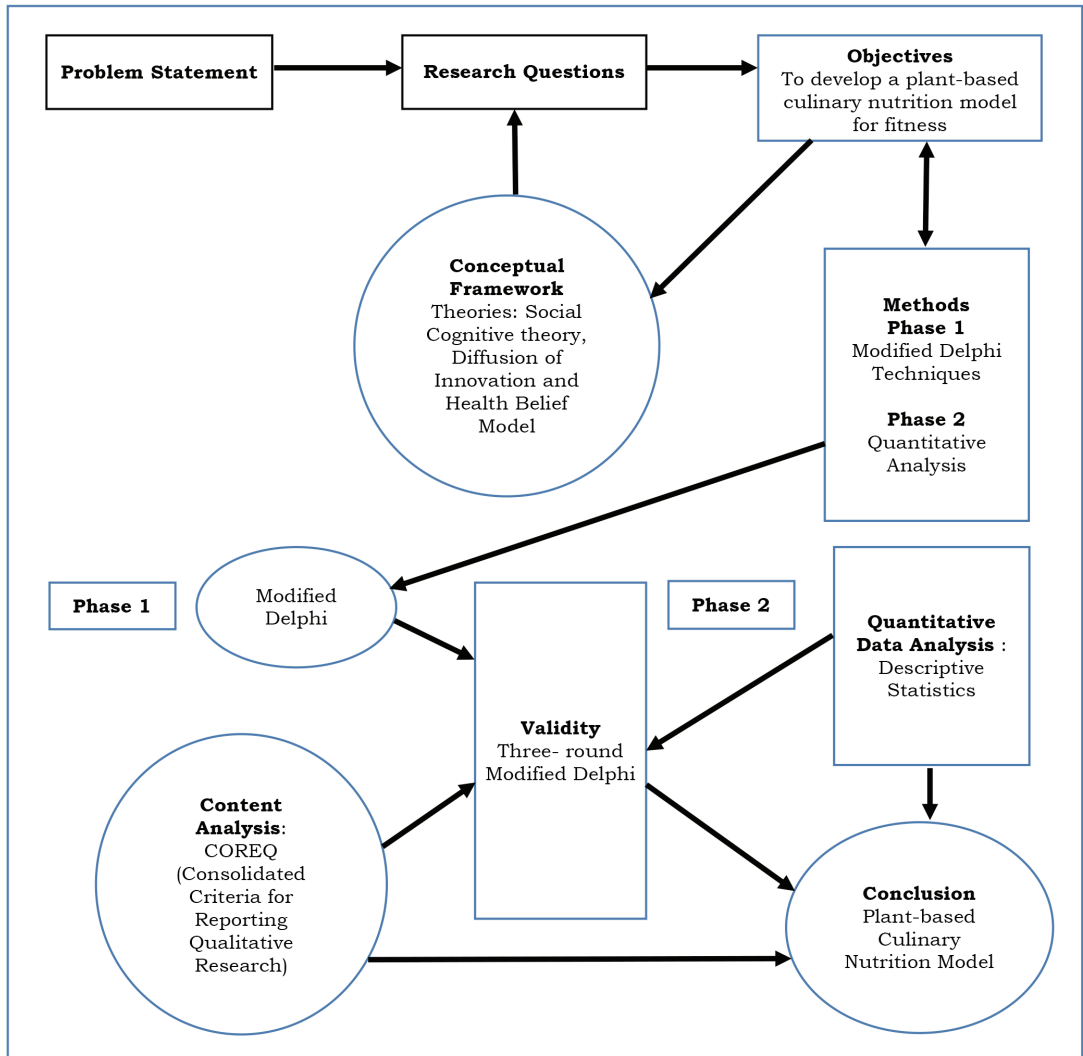 Problem Statement
Research Questions
Objectives
To develop a plant-based
culinary nutrition model
for fitness
Conceptual
Framework
Theories: Social
Cognitive theory,
Diffusion of
Innovation and
Health Belief
Model
Methods
Phase 1
Modified Delphi
Techniques
Phase 2
Quantitative
Analysis
Phase 1
Modified
Delphi
Validity
Three- round
Modified Delphi
Phase 2
Quantitative
Data Analysis :
Descriptive
Statistics
Content
Analysis:
COREQ
(Consolidated
Criteria for
Reporting
Qualitative
Research)
Conclusion
Plant-based
Culinary
Nutrition Model